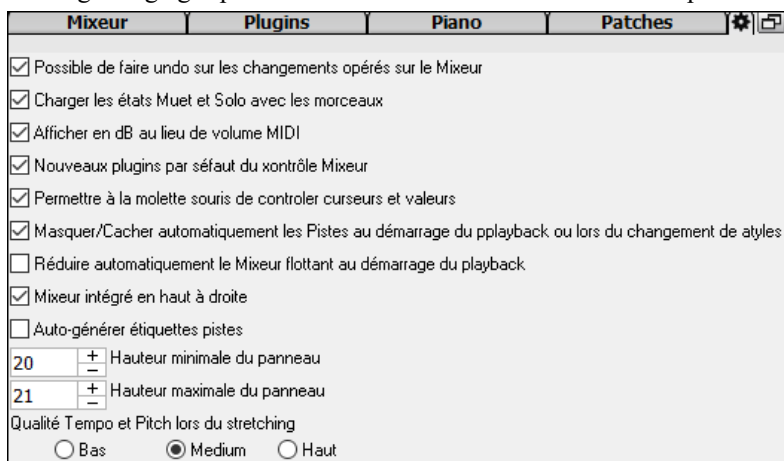 Mixeur Plugins Piano Patches
Possible de faire undo sur les changements opérés sur le Mixeur
Charger les états Muet et Solo avec les morceaux
Afficher en dB au lieu de volume MIDI
Nouveaux plugins par séfaut du xontrôle Mixeur
Permettre à la molette souris de controler curseurs et valeurs
Masquer/Cacher automatiquement les Pistes au démarrage du pplayback ou lors du changement de atyles
Réduire automatiquement le Mixeur flottant au démarrage du playback
Mixeur intégré en haut à droite
Auto-générer étiquettes pistes
20 Hauteur minimale du panneau
21 Hauteur maximale du panneau
Qualité Tempo et Pitch lors du stretching
Bas Medium Haut